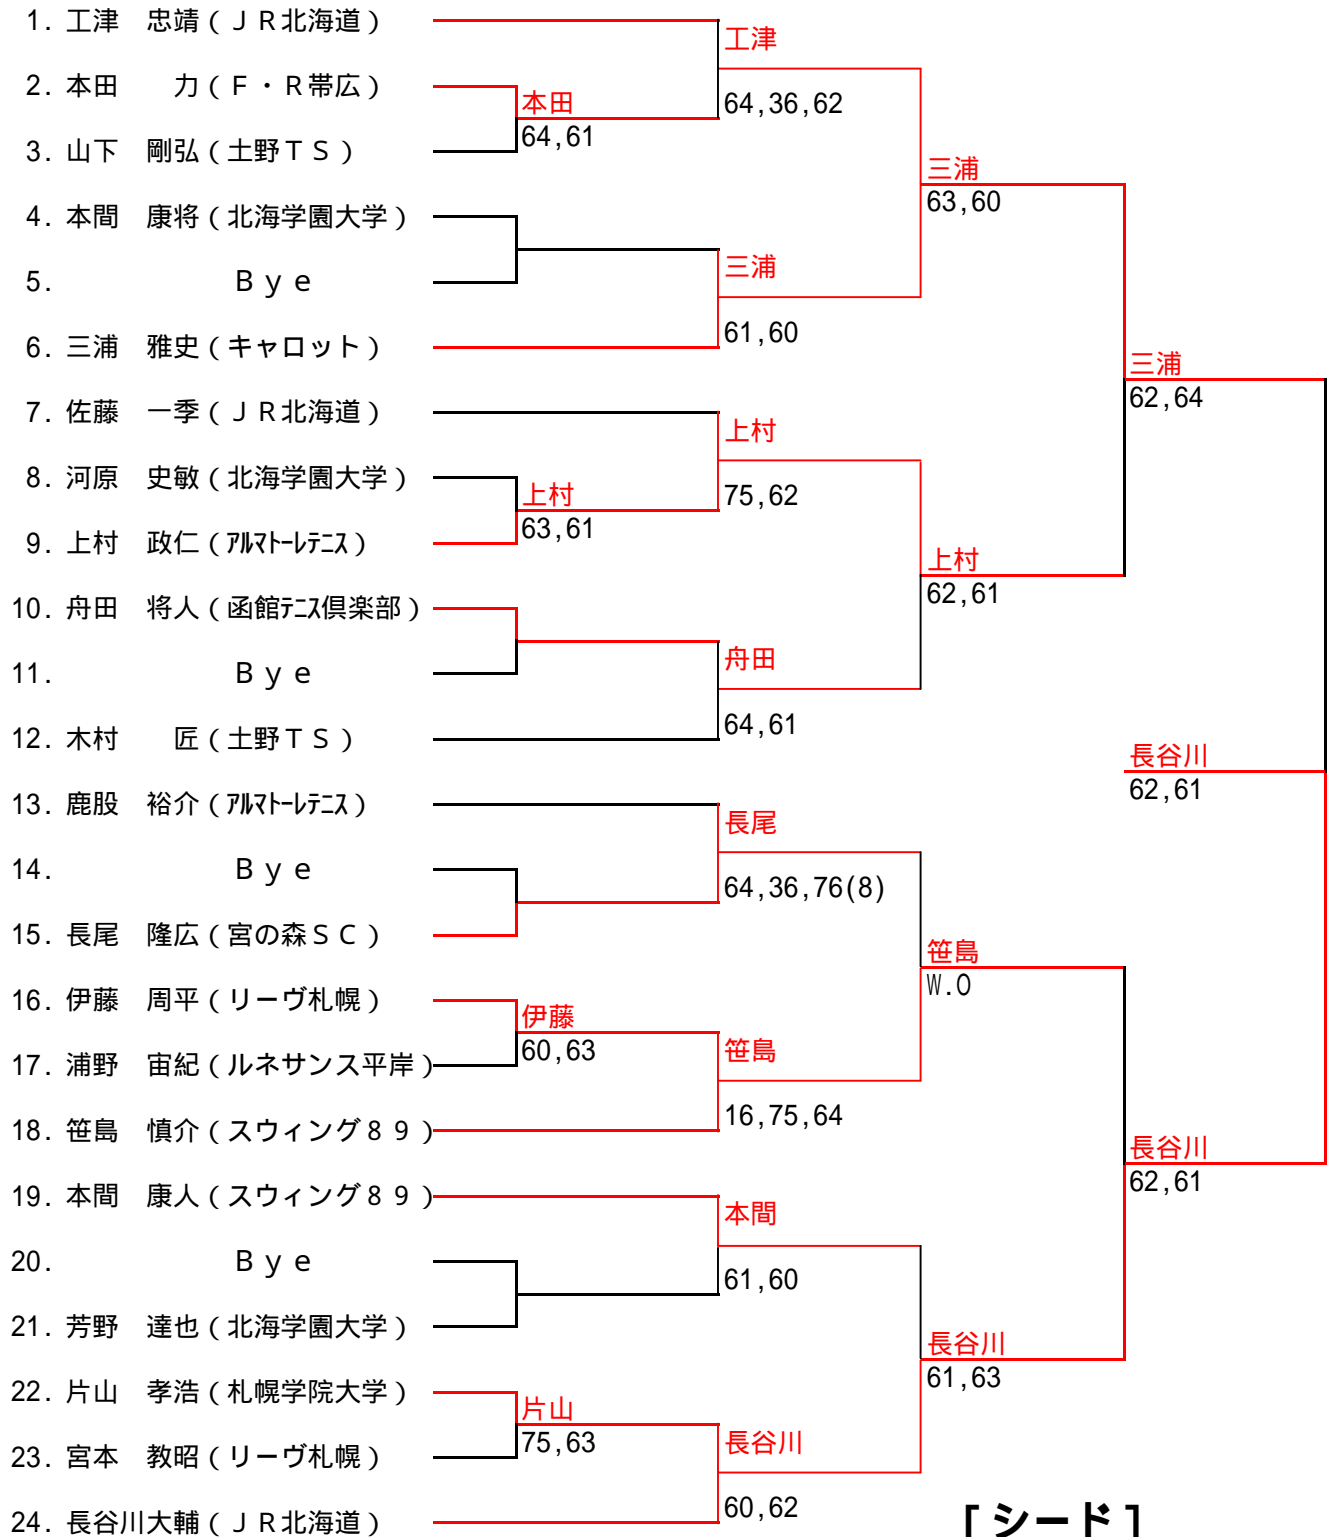 1. 工津　忠靖 ( ＪＲ北海道 )
工津
2. 本田　　力 ( Ｆ・Ｒ帯広 )
本田
64,36,62
64,61
3. 山下　剛弘 ( 土野ＴＳ )
三浦
63,60
4. 本間　康将 ( 北海学園大学 )
5. Ｂｙｅ
三浦
61,60
6. 三浦　雅史 ( キャロット )
三浦
62,64
7. 佐藤　一季 ( ＪＲ北海道 )
上村
8. 河原　史敏 ( 北海学園大学 )
上村
75,62
63,61
9. 上村　政仁 ( ｱﾙﾏﾄｰﾚﾃﾆｽ )
上村
62,61
10. 舟田　将人 ( 函館ﾃﾆｽ倶楽部 )
11. Ｂｙｅ
舟田
64,61
12. 木村　　匠 ( 土野ＴＳ )
長谷川
62,61
13. 鹿股　裕介 ( ｱﾙﾏﾄｰﾚﾃﾆｽ )
長尾
14. Ｂｙｅ
64,36,76(8)
15. 長尾　隆広 ( 宮の森ＳＣ )
笹島
W.O
16. 伊藤　周平 ( リーヴ札幌 )
伊藤
60,63
笹島
17. 浦野　宙紀 ( ルネサンス平岸 )
16,75,64
18. 笹島　慎介 ( スウィング８９ )
長谷川
62,61
19. 本間　康人 ( スウィング８９ )
本間
20. Ｂｙｅ
61,60
21. 芳野　達也 ( 北海学園大学 )
長谷川
61,63
22. 片山　孝浩 ( 札幌学院大学 )
片山
75,63
長谷川
23. 宮本　教昭 ( リーヴ札幌 )
60,62
24. 長谷川大輔 ( ＪＲ北海道 )
[ シード ]